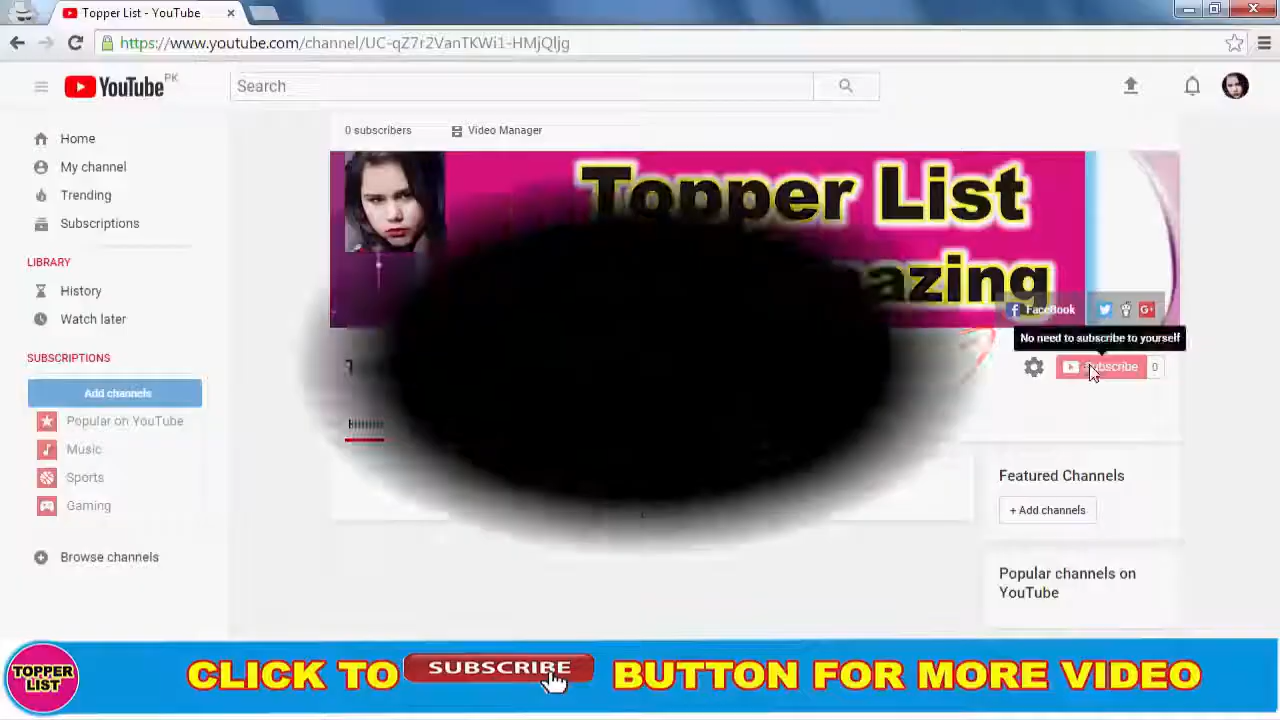 Topper List - YouTube
https://www.youtube.com/channel/UC-qZ7r2VanTKWi1-HMjQljg
YouTube PK
Search
Home
My channel
Trending
Subscriptions
LIBRARY
History
Watch later
SUBSCRIPTIONS
Add channels
Popular on YouTube
Music
Sports
Gaming
Browse channels
0 subscribers
Video Manager
Topper List
azing
FaceBook
No need to subscribe to yourself
Subscribe 0
Featured Channels
+ Add channels
Popular channels on
YouTube
TOPPER
LIST
CLICK TO SUBSCRIBE BUTTON FOR MORE VIDEO